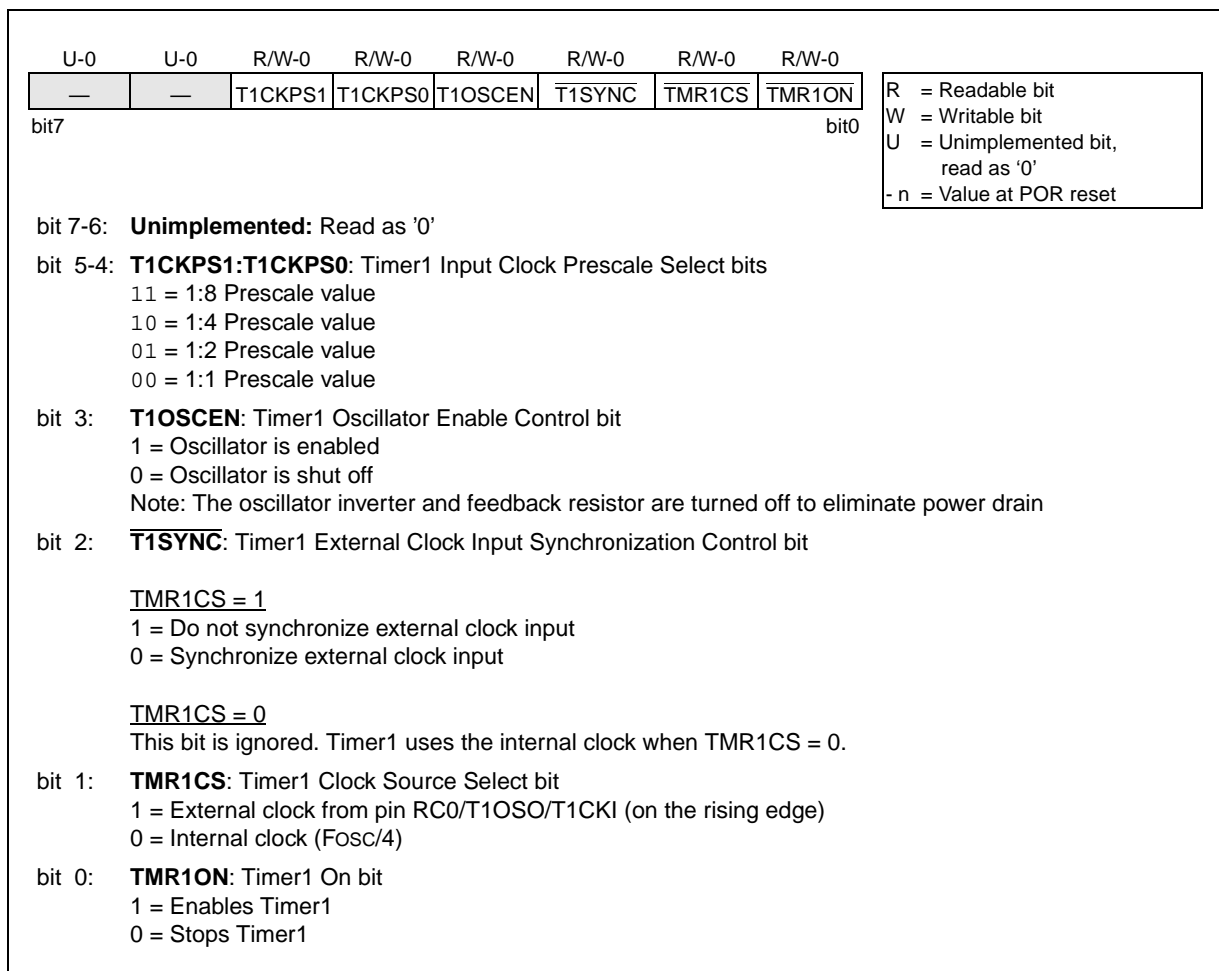 U-0 U-0 R/W-0 R/W-0 R/W-0 R/W-0 R/W-0 R/W-0
— — T1CKPS1 T1CKPS0 T1OSCEN T1SYNC TMR1CS TMR1ON
bit7 bit0
R = Readable bit
W = Writable bit
U = Unimplemented bit,
read as ‘0’
- n = Value at POR reset
bit 7-6: Unimplemented: Read as '0'
bit 5-4: T1CKPS1:T1CKPS0: Timer1 Input Clock Prescale Select bits
11 = 1:8 Prescale value
10 = 1:4 Prescale value
01 = 1:2 Prescale value
00 = 1:1 Prescale value
bit 3: T1OSCEN: Timer1 Oscillator Enable Control bit
1 = Oscillator is enabled
0 = Oscillator is shut off
Note: The oscillator inverter and feedback resistor are turned off to eliminate power drain
bit 2: T1SYNC: Timer1 External Clock Input Synchronization Control bit
TMR1CS = 1
1 = Do not synchronize external clock input
0 = Synchronize external clock input
TMR1CS = 0
This bit is ignored. Timer1 uses the internal clock when TMR1CS = 0.
bit 1: TMR1CS: Timer1 Clock Source Select bit
1 = External clock from pin RC0/T1OSO/T1CKI (on the rising edge)
0 = Internal clock (FOSC/4)
bit 0: TMR1ON: Timer1 On bit
1 = Enables Timer1
0 = Stops Timer1